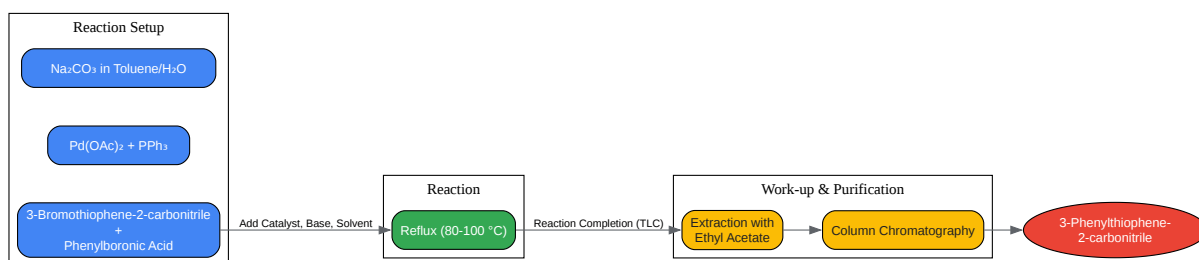 Reaction Setup
Na₂CO₃ in Toluene/H₂O
Pd(OAc)₂ + PPh₃
3-Bromothiophene-2-carbonitrile
+
Phenylboronic Acid
Add Catalyst, Base, Solvent
Reaction
Reflux (80-100 °C)
Reaction Completion (TLC)
Work-up & Purification
Extraction with
Ethyl Acetate
Column Chromatography
3-Phenylthiophene-
2-carbonitrile